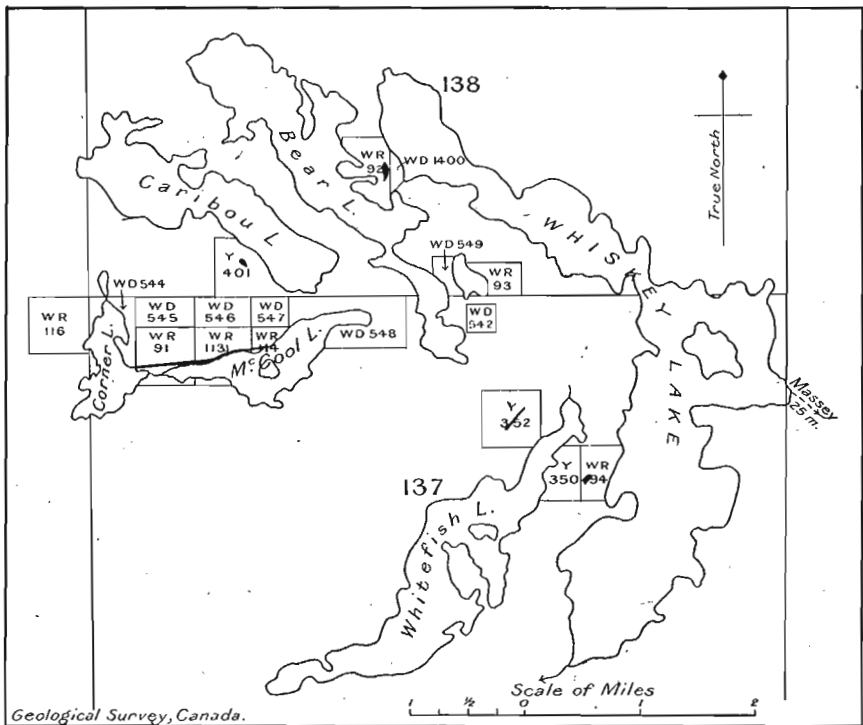 138
Bear L.
WR
92
WD 1400
Caribou L
True North
WHISKEY LAKE
Y
401
WD 549
WR
93
WD 544
WR
116
WD
545
WD
546
WD
547
WD 548
WD
542
WR
91
WR
113
WR
114
Corner L.
McCool L.
Massey
25 m.
Y
352
137
Y
350
WR
94
Whitefish L.
Scale of Miles
1 ½ 0 1 2
Geological Survey, Canada.